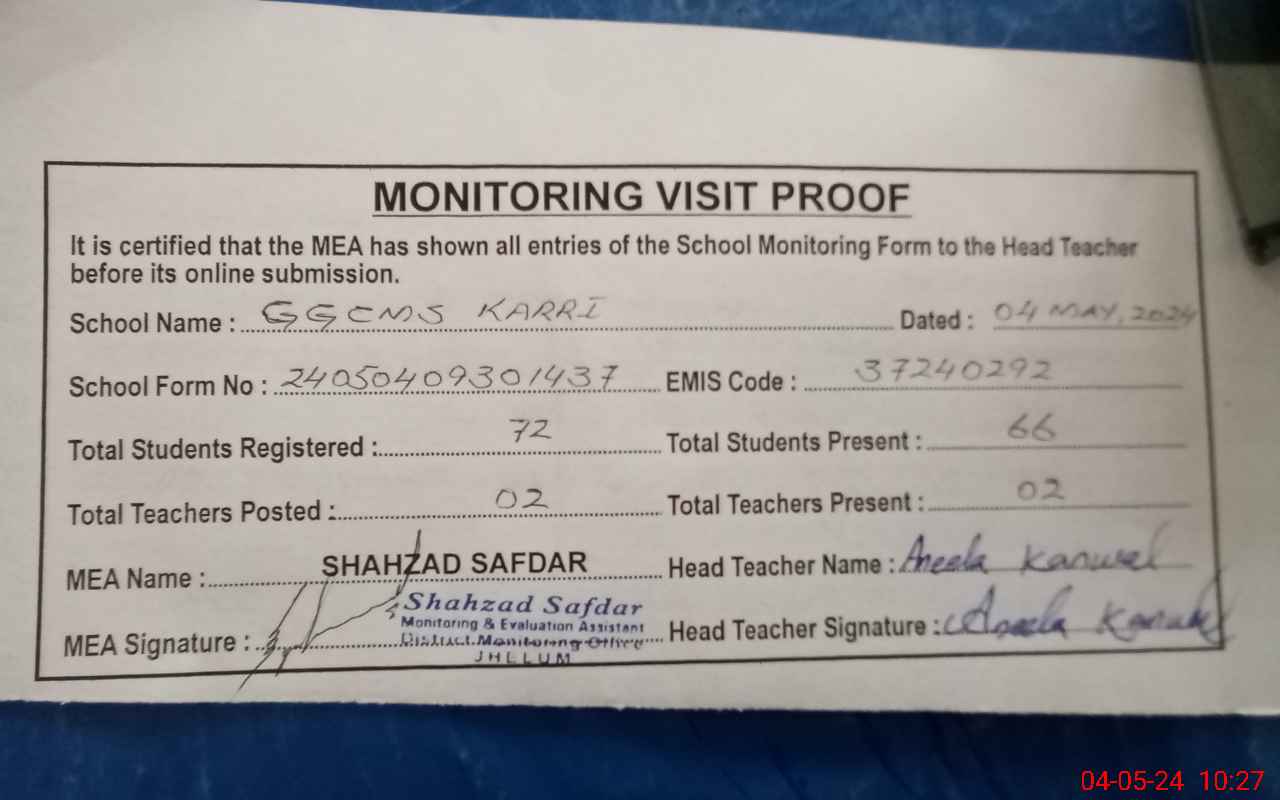 MONITORING VISIT PROOF
It is certified that the MEA has shown all entries of the School Monitoring Form to the Head Teacher
before its online submission.
School Name : GGCMS KARRI Dated : 04 MAY, 2024
School Form No : 24050409301437 EMIS Code : 37240292
Total Students Registered : 72 Total Students Present : 66
Total Teachers Posted : 02 Total Teachers Present : 02
MEA Name : SHAHZAD SAFDAR Head Teacher Name : Aneela Kanwal
Shahzad Safdar
Monitoring & Evaluation Assistant
MEA Signature : District Monitoring Office Head Teacher Signature : Aneela Kanwal
JHELUM
04-05-24 10:27